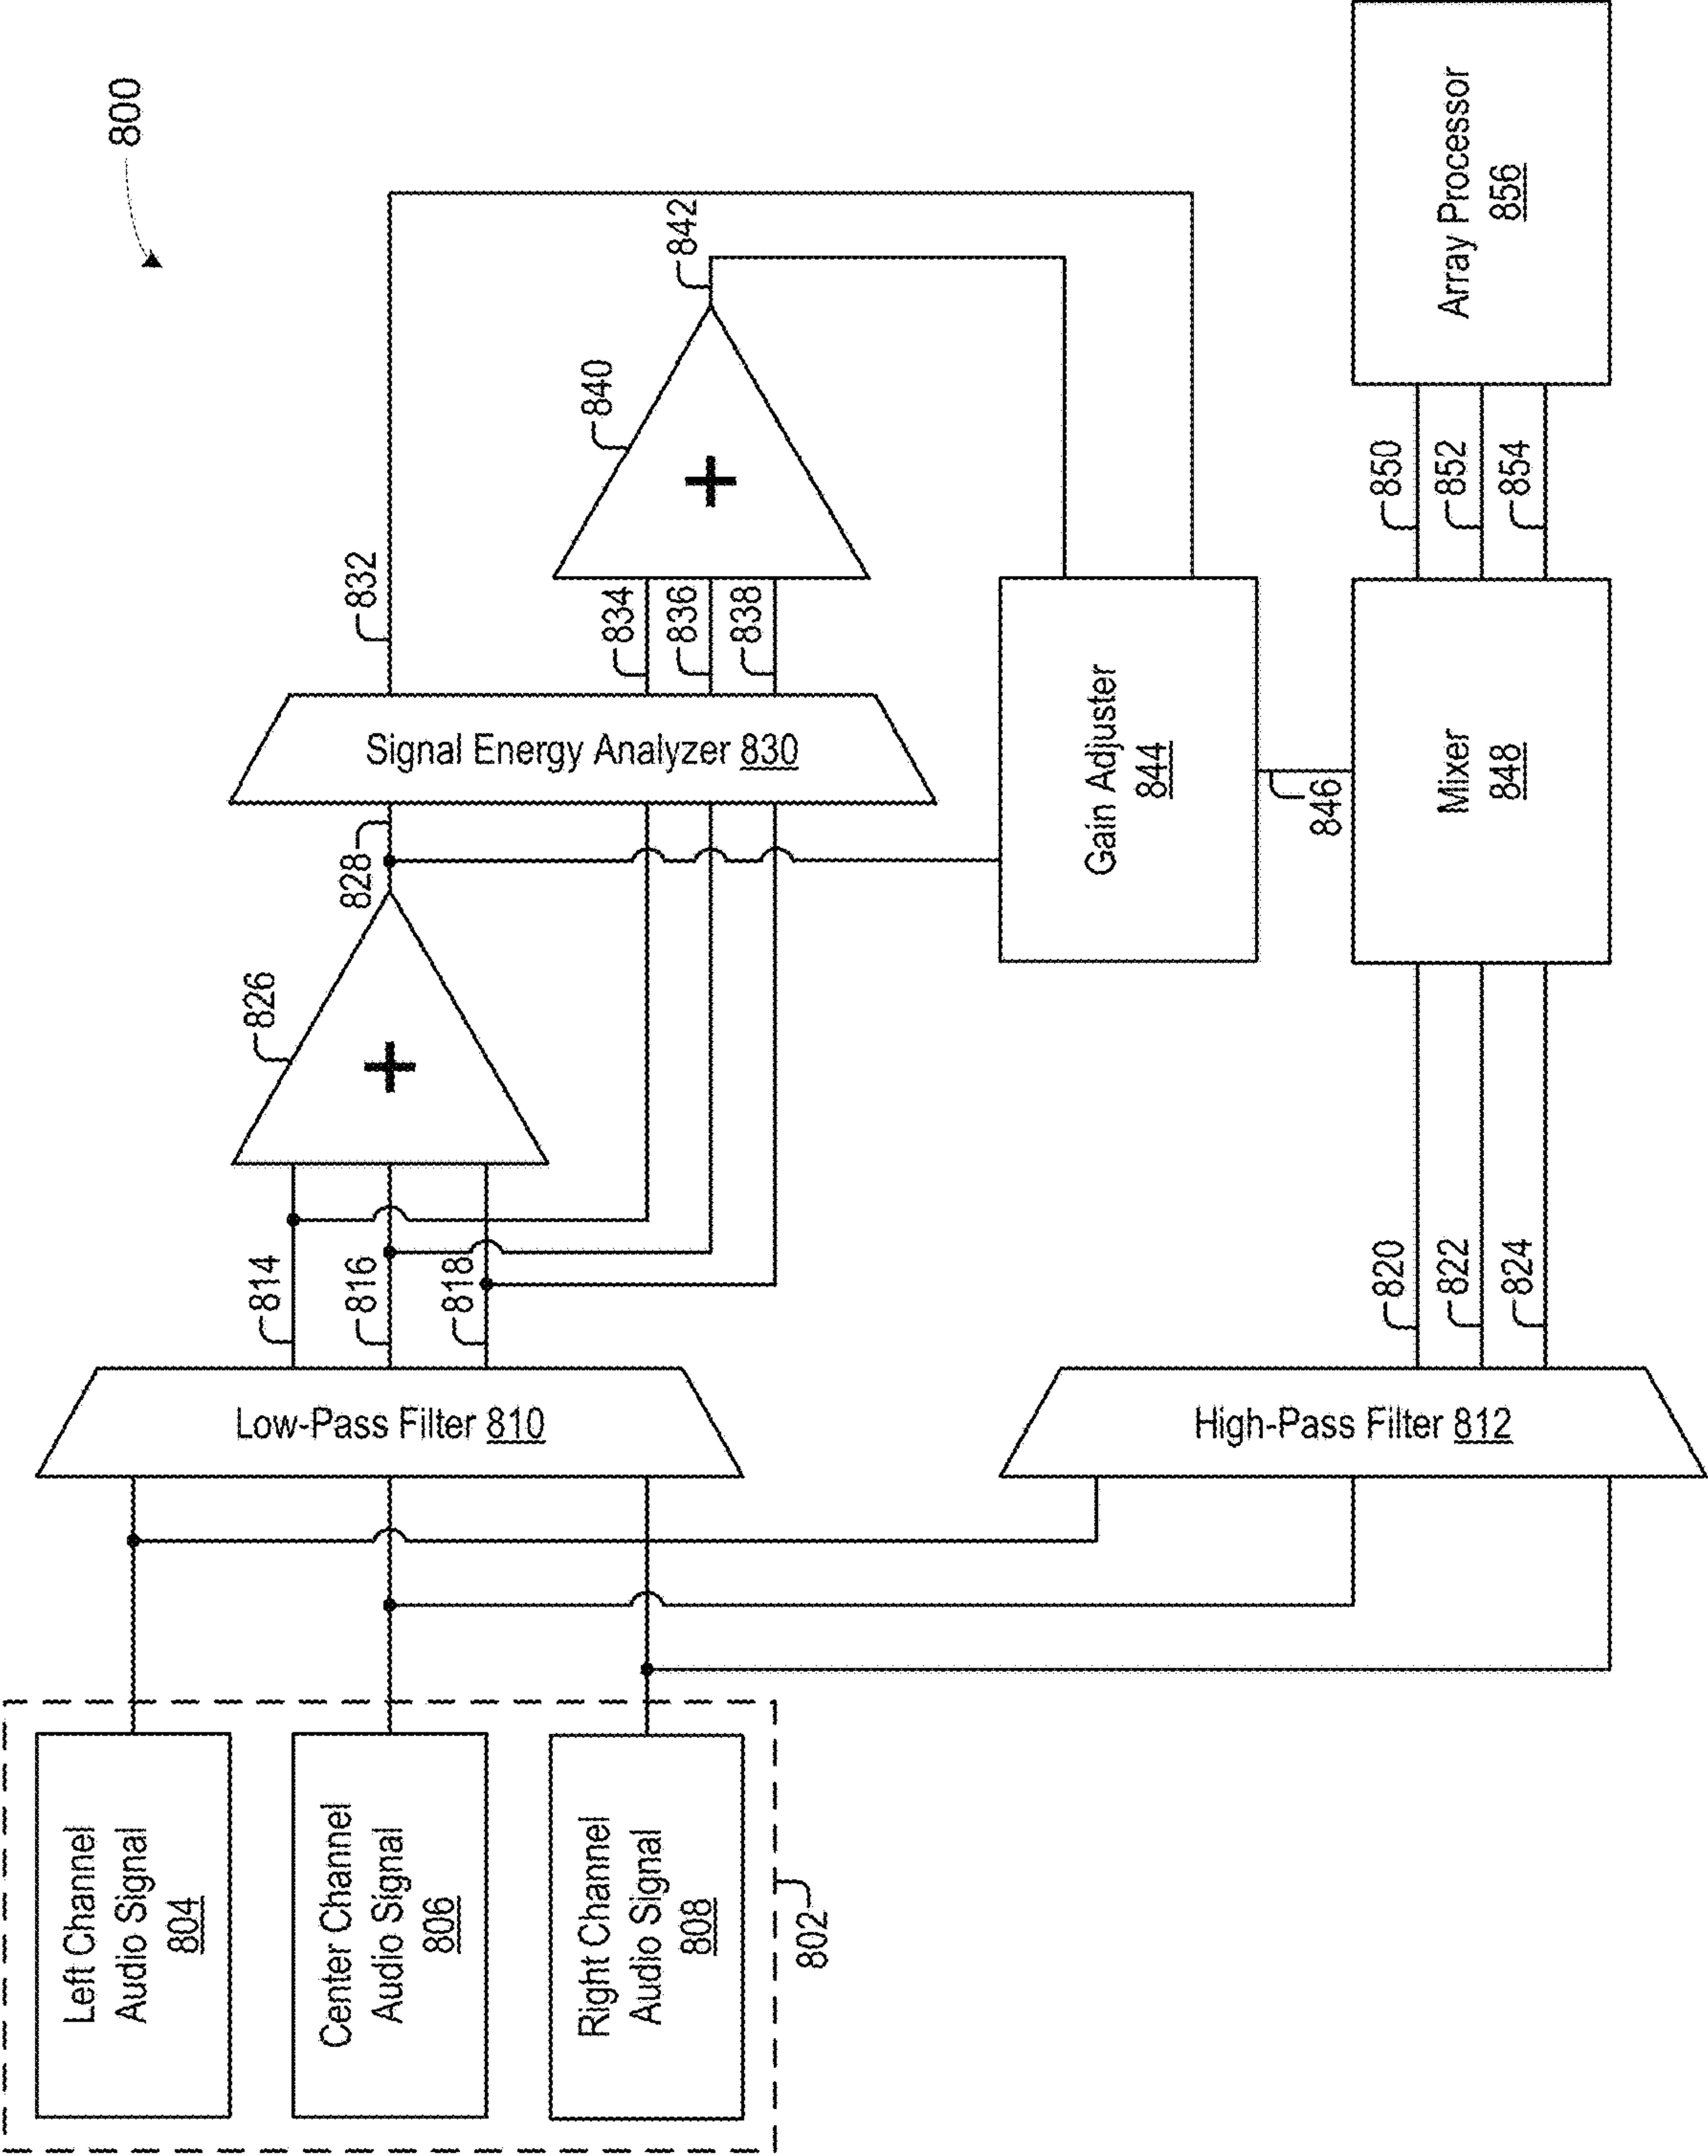 800
Left Channel
Audio Signal
804
Center Channel
Audio Signal
806
Right Channel
Audio Signal
808
802
Low-Pass Filter 810
High-Pass Filter 812
814
816
818
820
822
824
826
+
828
Signal Energy Analyzer 830
832
834
836
838
840
+
842
Gain Adjuster
844
846
Mixer
848
850
852
854
Array Processor
856